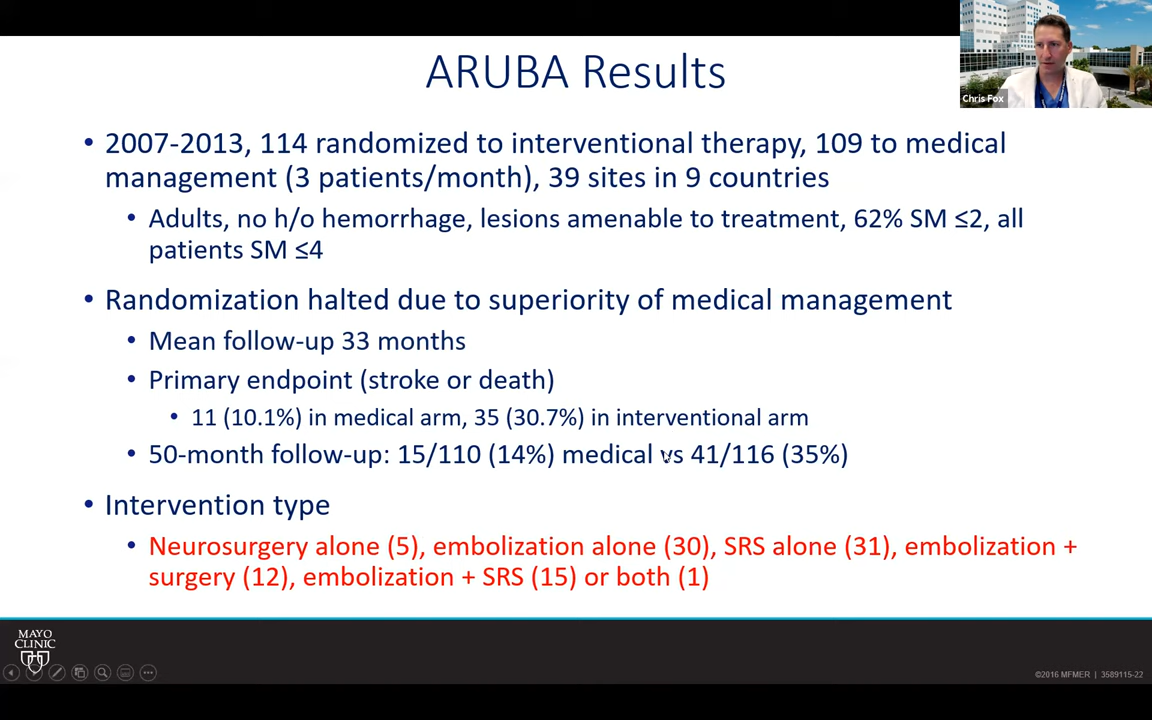 ARUBA Results
Chris Fox
• 2007-2013, 114 randomized to interventional therapy, 109 to medical
management (3 patients/month), 39 sites in 9 countries
• Adults, no h/o hemorrhage, lesions amenable to treatment, 62% SM ≤2, all
patients SM ≤4
• Randomization halted due to superiority of medical management
• Mean follow-up 33 months
• Primary endpoint (stroke or death)
• 11 (10.1%) in medical arm, 35 (30.7%) in interventional arm
• 50-month follow-up: 15/110 (14%) medical vs 41/116 (35%)
• Intervention type
• Neurosurgery alone (5), embolization alone (30), SRS alone (31), embolization +
surgery (12), embolization + SRS (15) or both (1)
MAYO
CLINIC
©2016 MFMER | 3589115-22